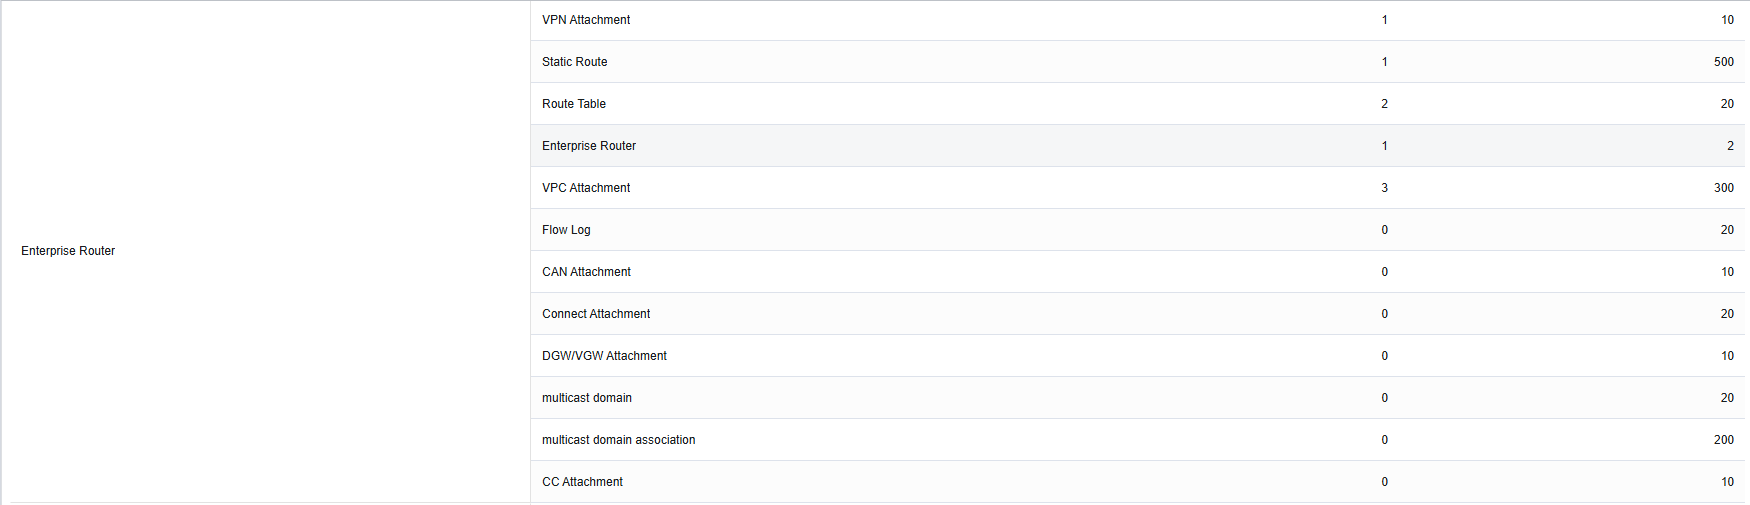 VPN Attachment 1 10
Static Route 1 500
Route Table 2 20
Enterprise Router 1 2
VPC Attachment 3 300
Flow Log 0 20
Enterprise Router
CAN Attachment 0 10
Connect Attachment 0 20
DGW/VGW Attachment 0 10
multicast domain 0 20
multicast domain association 0 200
CC Attachment 0 10